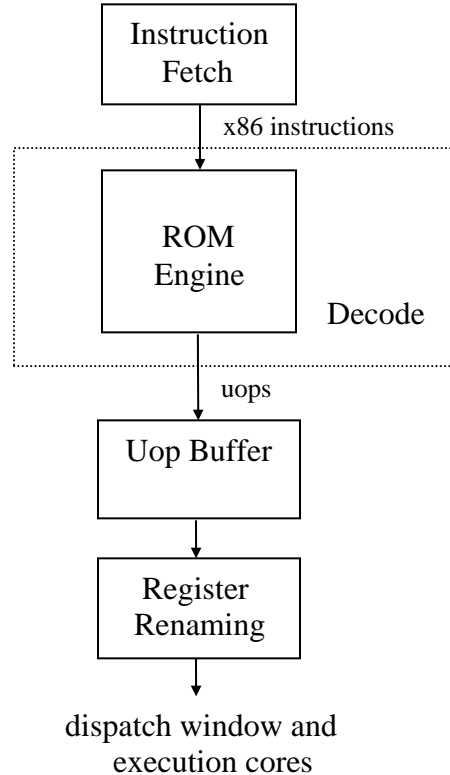 Instruction
Fetch
x86 instructions
ROM
Engine
Decode
uops
Uop Buffer
Register
Renaming
dispatch window and
execution cores